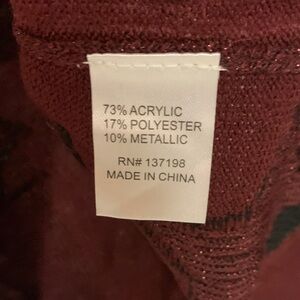 73% ACRYLIC
17% POLYESTER
10% METALLIC
RN# 137198
MADE IN CHINA